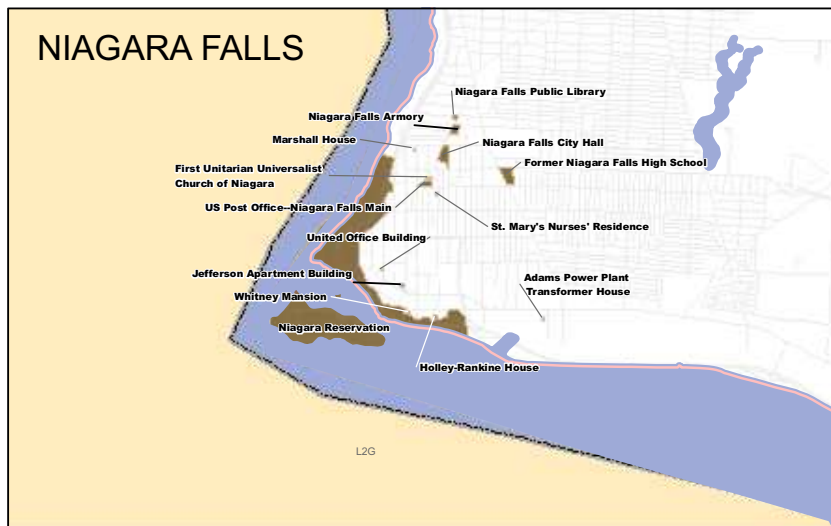 NIAGARA FALLS
Niagara Falls Public Library
Niagara Falls Armory
Marshall House
Niagara Falls City Hall
Former Niagara Falls High School
First Unitarian Universalist
Church of Niagara
US Post Office--Niagara Falls Main
St. Mary's Nurses' Residence
United Office Building
Jefferson Apartment Building
Adams Power Plant
Transformer House
Whitney Mansion
Niagara Reservation
Holley-Rankine House
L2G